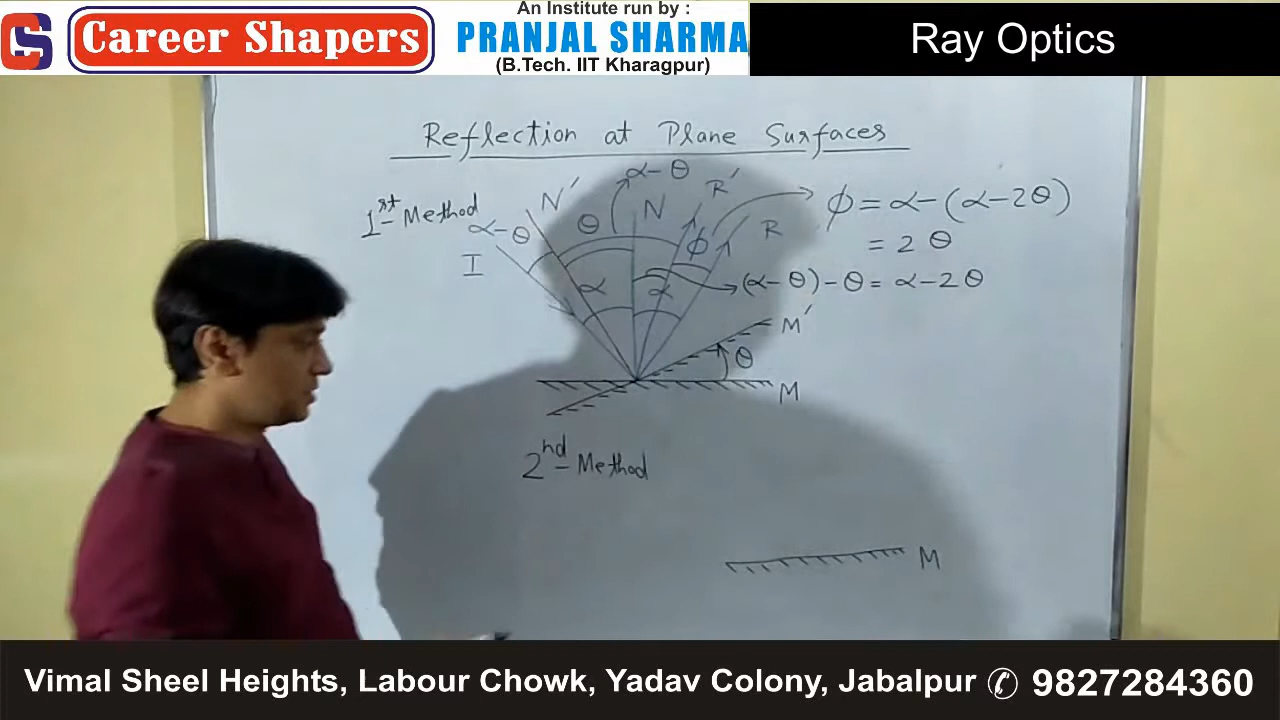 CS Career Shapers
An Institute run by :
PRANJAL SHARMA
(B.Tech. IIT Kharagpur)
Ray Optics
Reflection at Plane Surfaces
1st Method
α-θ
N'
θ
α-θ
N
R'
φ
R
I
α
α
φ = α-(α-2θ)
= 2θ
(α-θ)-θ = α-2θ
M'
θ
M
2nd Method
M
Vimal Sheel Heights, Labour Chowk, Yadav Colony, Jabalpur ✆ 9827284360